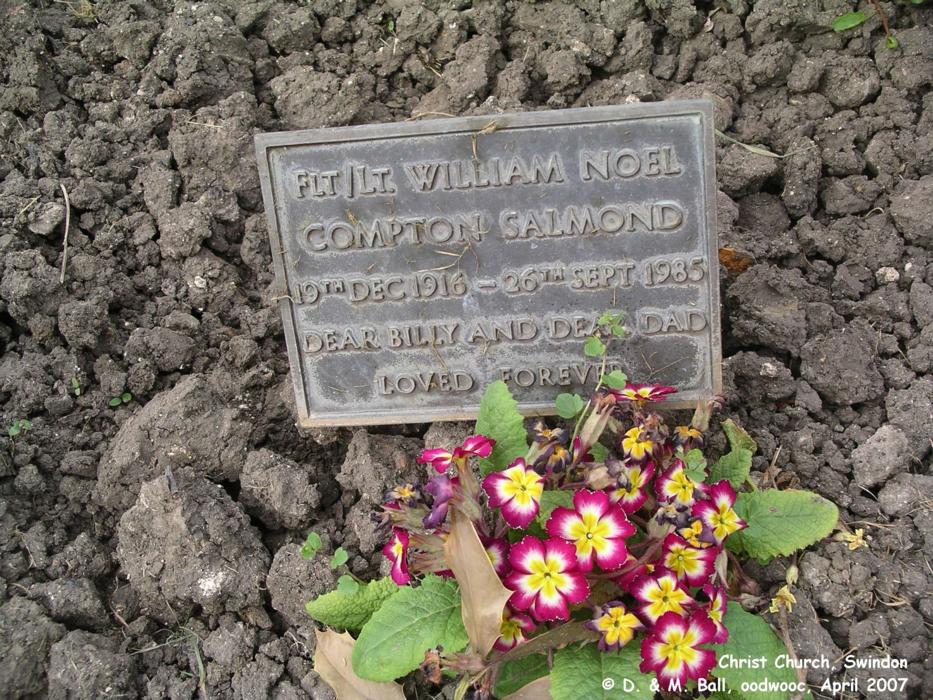 FLT/LT. WILLIAM NOEL
COMPTON SALMOND
19TH DEC 1916 - 26TH SEPT 1985
DEAR BILLY AND DEAR DAD
LOVED FOREVER
Christ Church, Swindon
© D. & M. Ball, oodwooc, April 2007